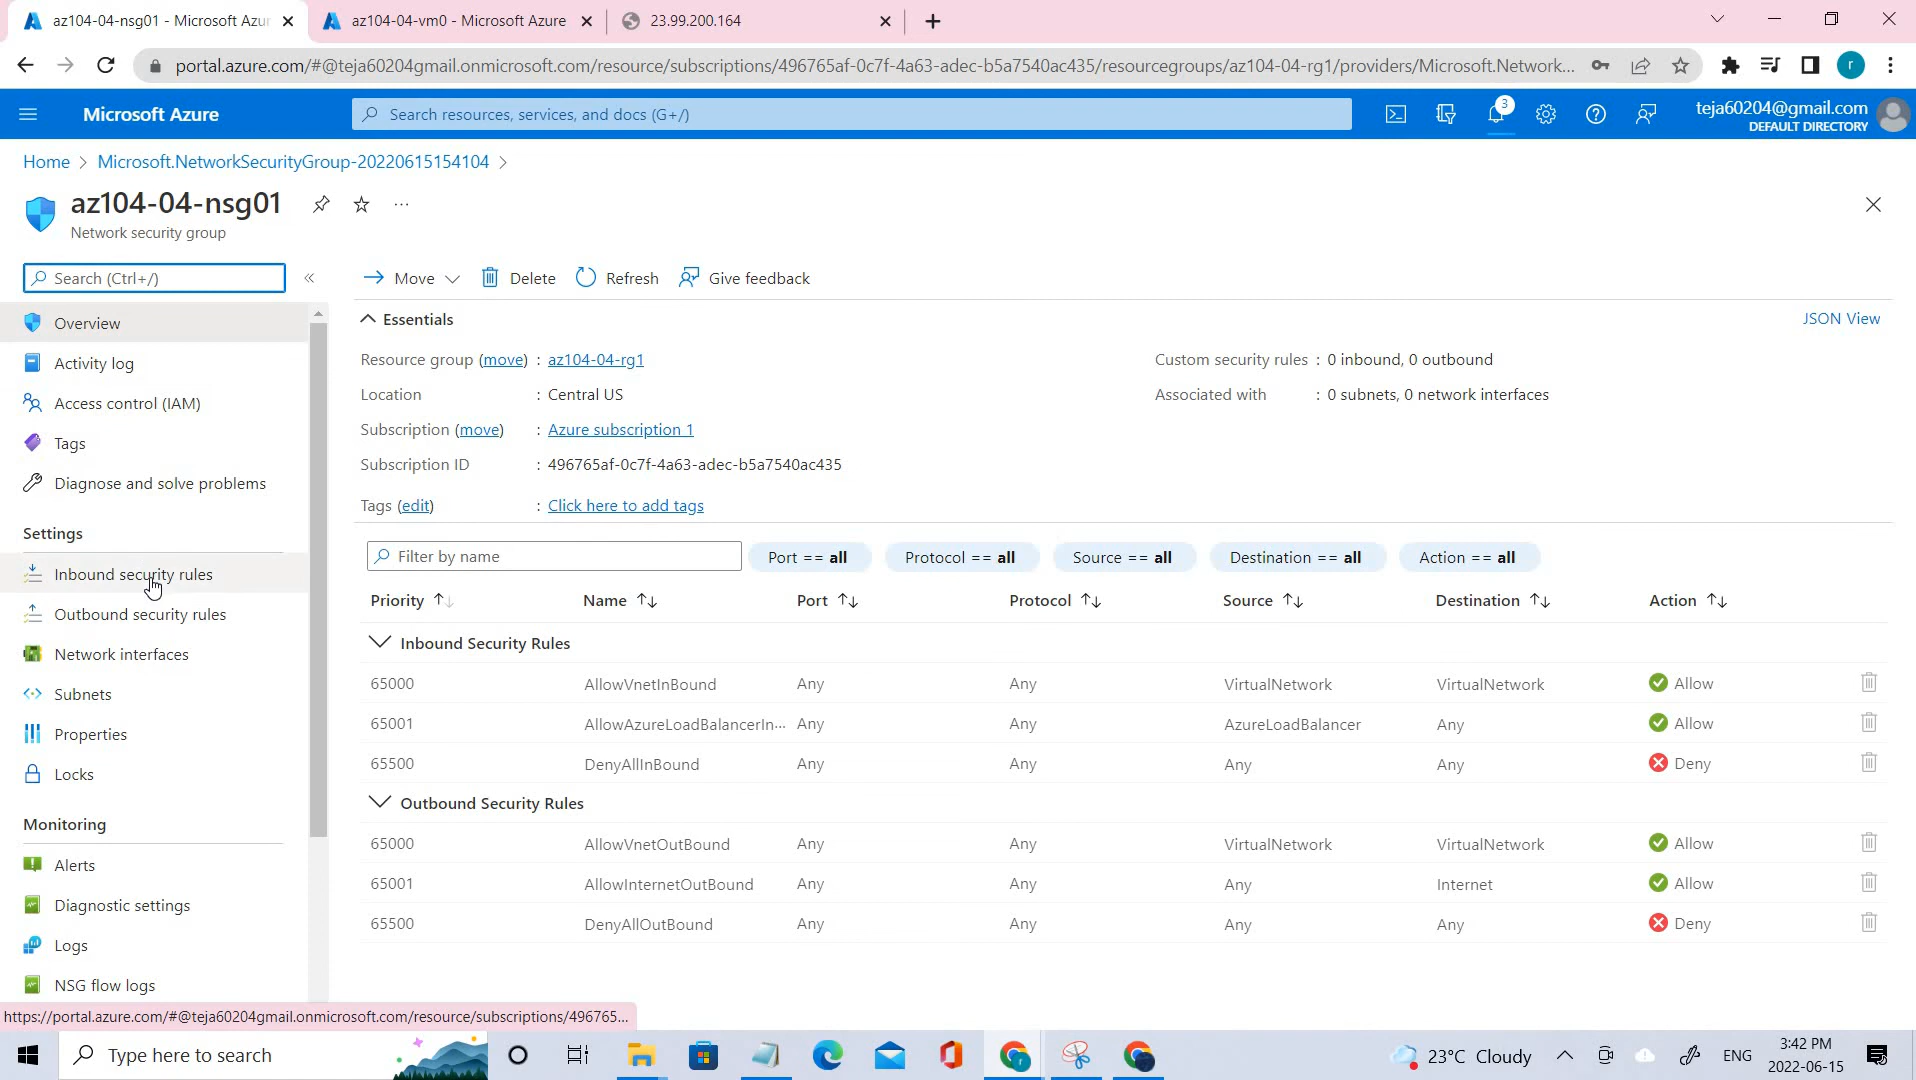 az104-04-nsg01 - Microsoft Azur
az104-04-vm0 - Microsoft Azure
23.99.200.164
portal.azure.com/#@teja60204gmail.onmicrosoft.com/resource/subscriptions/496765af-0c7f-4a63-adec-b5a7540ac435/resourcegroups/az104-04-rg1/providers/Microsoft.Network...
r
Microsoft Azure
Search resources, services, and docs (G+/)
3
teja60204@gmail.com
DEFAULT DIRECTORY
Home > Microsoft.NetworkSecurityGroup-20220615154104 >
az104-04-nsg01
Network security group
Search (Ctrl+/)
«
Overview
Activity log
Access control (IAM)
Tags
Diagnose and solve problems
Settings
Inbound security rules
Outbound security rules
Network interfaces
Subnets
Properties
Locks
Monitoring
Alerts
Diagnostic settings
Logs
NSG flow logs
Move
Delete
Refresh
Give feedback
Essentials
JSON View
Resource group (move) : az104-04-rg1
Location : Central US
Subscription (move) : Azure subscription 1
Subscription ID : 496765af-0c7f-4a63-adec-b5a7540ac435
Tags (edit) : Click here to add tags
Custom security rules : 0 inbound, 0 outbound
Associated with : 0 subnets, 0 network interfaces
Filter by name
Port == all
Protocol == all
Source == all
Destination == all
Action == all
Priority Name Port Protocol Source Destination Action
Inbound Security Rules
65000 AllowVnetInBound Any Any VirtualNetwork VirtualNetwork Allow
65001 AllowAzureLoadBalancerIn... Any Any AzureLoadBalancer Any Allow
65500 DenyAllInBound Any Any Any Any Deny
Outbound Security Rules
65000 AllowVnetOutBound Any Any VirtualNetwork VirtualNetwork Allow
65001 AllowInternetOutBound Any Any Any Internet Allow
65500 DenyAllOutBound Any Any Any Any Deny
https://portal.azure.com/#@teja60204gmail.onmicrosoft.com/resource/subscriptions/496765...
Type here to search
23°C Cloudy
ENG
3:42 PM
2022-06-15